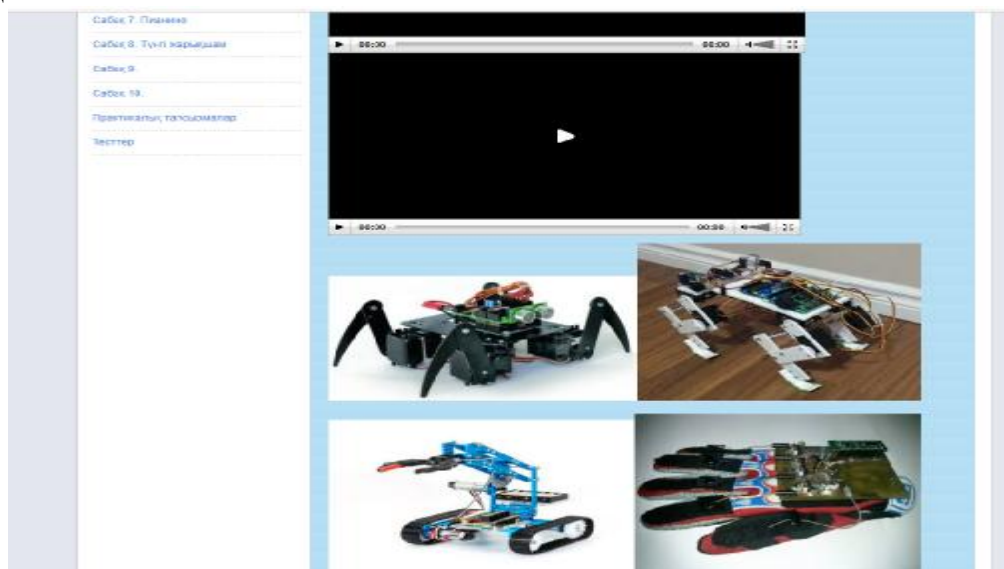 Сабақ 7. Пианино
Сабақ 8. Түнгі жарықшам
Сабақ 9.
Сабақ 10.
Практикалық тапсырмалар
Тесттер
00:00 00:00
00:00 00:00